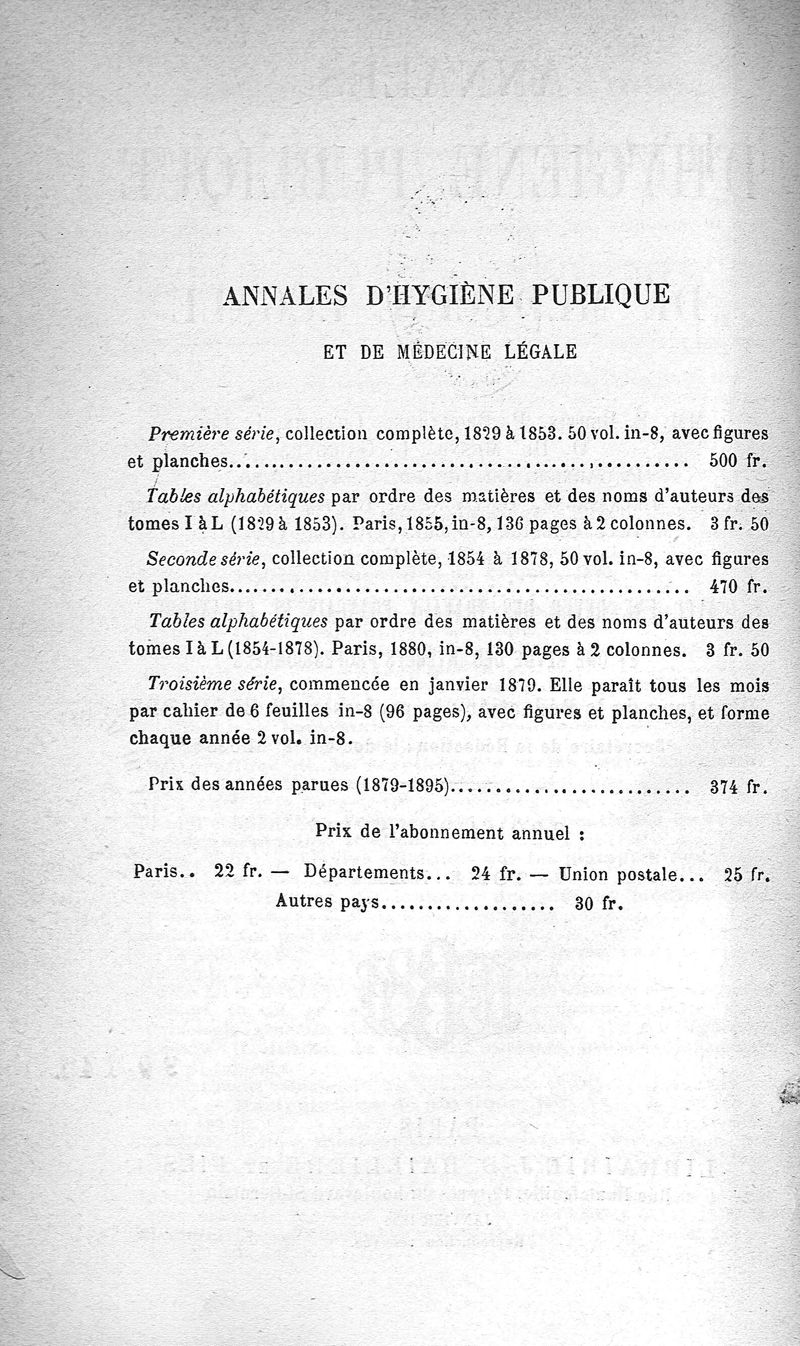 ANNALES D'HYGIÈNE PUBLIQUE
ET DE MÉDECINE LÉGALE
Première série, collection complète, 1829 à 1853. 50 vol. in-8, avec figures
et planches........................................................ 500 fr.
Tables alphabétiques par ordre des matières et des noms d'auteurs des
tomes I à L (1829 à 1853). Paris, 1855, in-8, 136 pages à 2 colonnes. 3 fr. 50
Seconde série, collection complète, 1854 à 1878, 50 vol. in-8, avec figures
et planches........................................................ 470 fr.
Tables alphabétiques par ordre des matières et des noms d'auteurs des
tomes I à L (1854-1878). Paris, 1880, in-8, 130 pages à 2 colonnes. 3 fr. 50
Troisième série, commencée en janvier 1879. Elle paraît tous les mois
par cahier de 6 feuilles in-8 (96 pages), avec figures et planches, et forme
chaque année 2 vol. in-8.
Prix des années parues (1879-1895)............................ 374 fr.
Prix de l'abonnement annuel :
Paris.. 22 fr. — Départements... 24 fr. — Union postale... 25 fr.
Autres pays................... 30 fr.